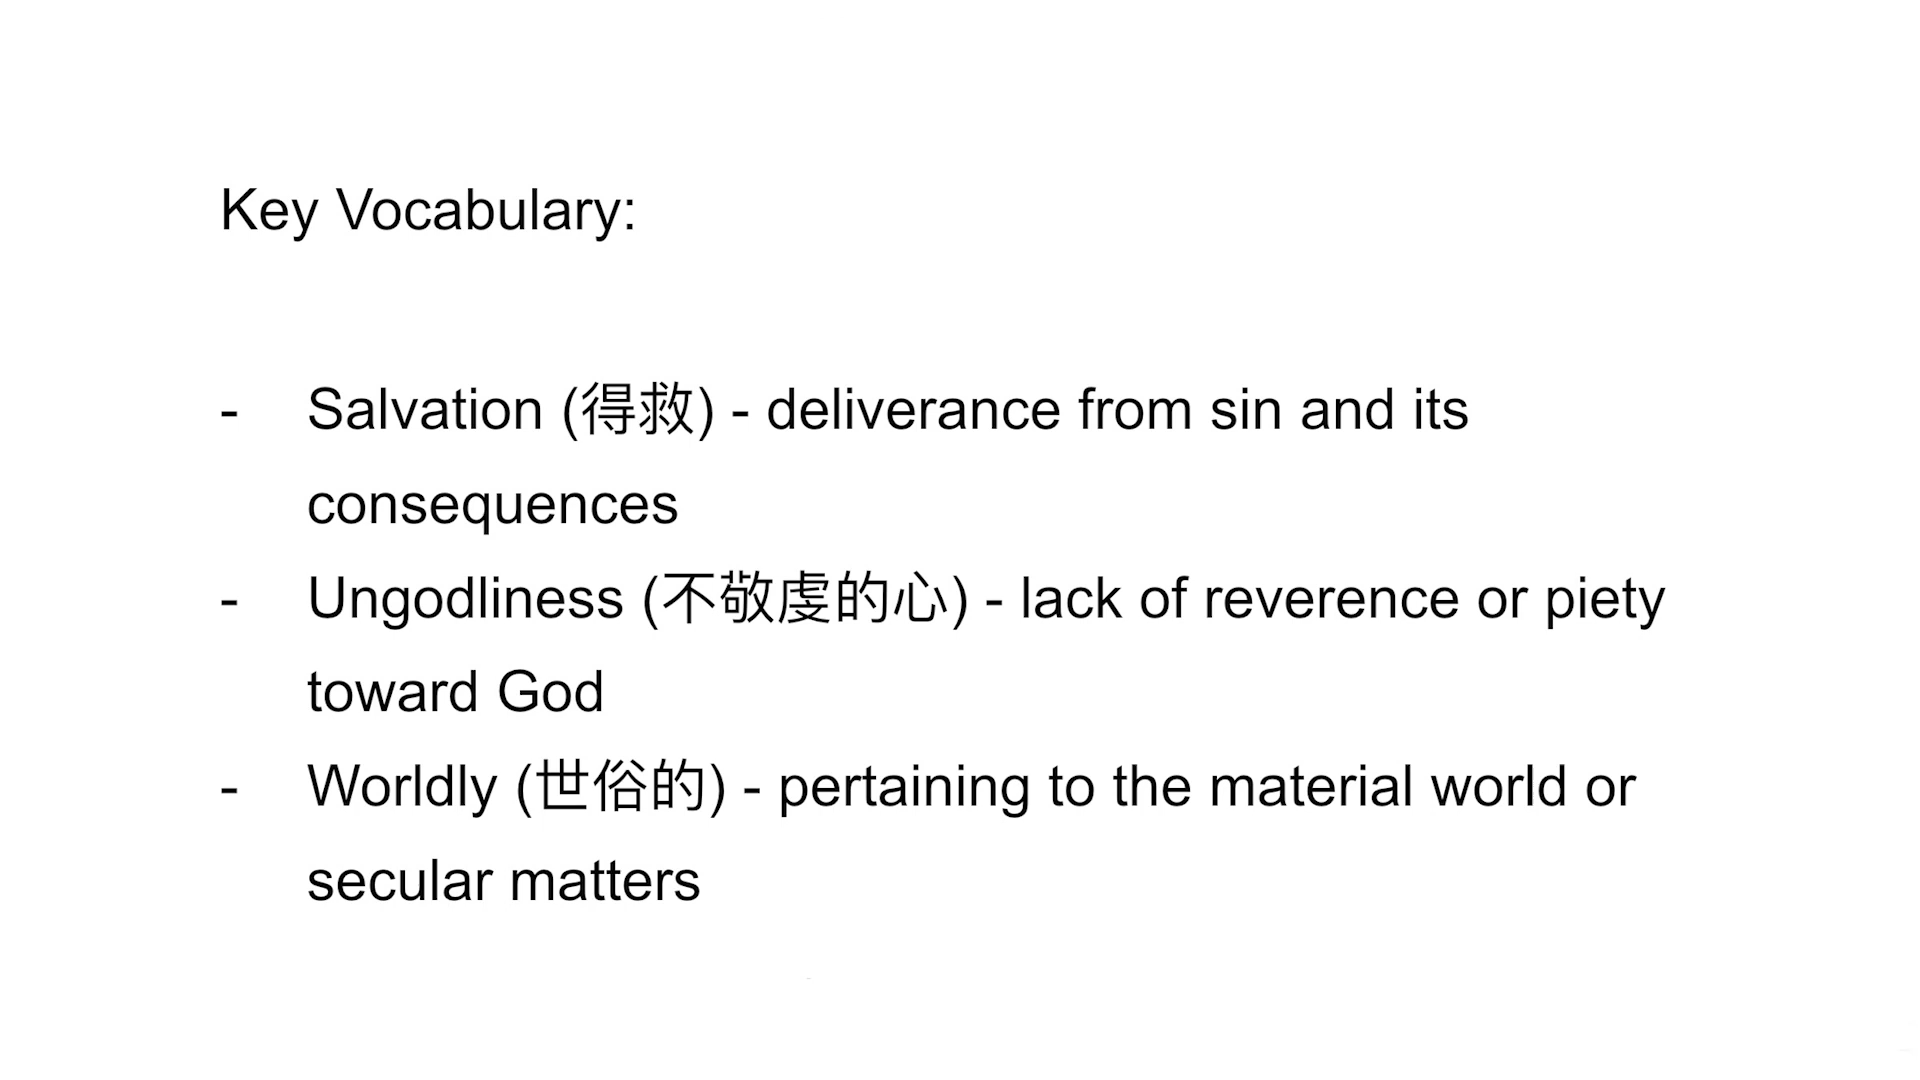 Key Vocabulary:
- Salvation (得救) - deliverance from sin and its
consequences
- Ungodliness (不敬虔的心) - lack of reverence or piety
toward God
- Worldly (世俗的) - pertaining to the material world or
secular matters